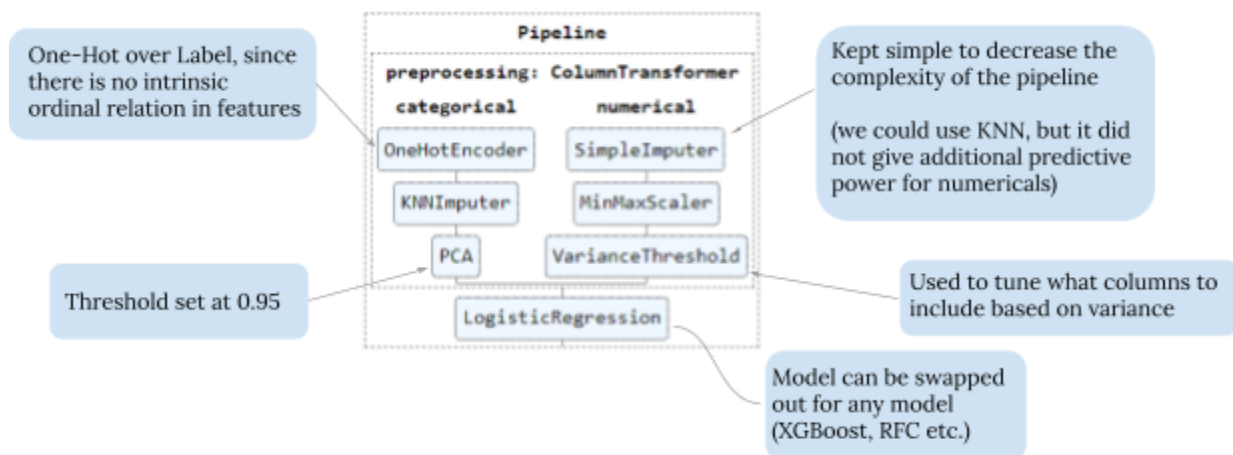 One-Hot over Label, since
there is no intrinsic
ordinal relation in features
Pipeline
preprocessing: ColumnTransformer
categorical
numerical
OneHotEncoder
SimpleImputer
KNNImputer
MinMaxScaler
PCA
VarianceThreshold
LogisticRegression
Kept simple to decrease the
complexity of the pipeline
(we could use KNN, but it did
not give additional predictive
power for numericals)
Threshold set at 0.95
Used to tune what columns to
include based on variance
Model can be swapped
out for any model
(XGBoost, RFC etc.)